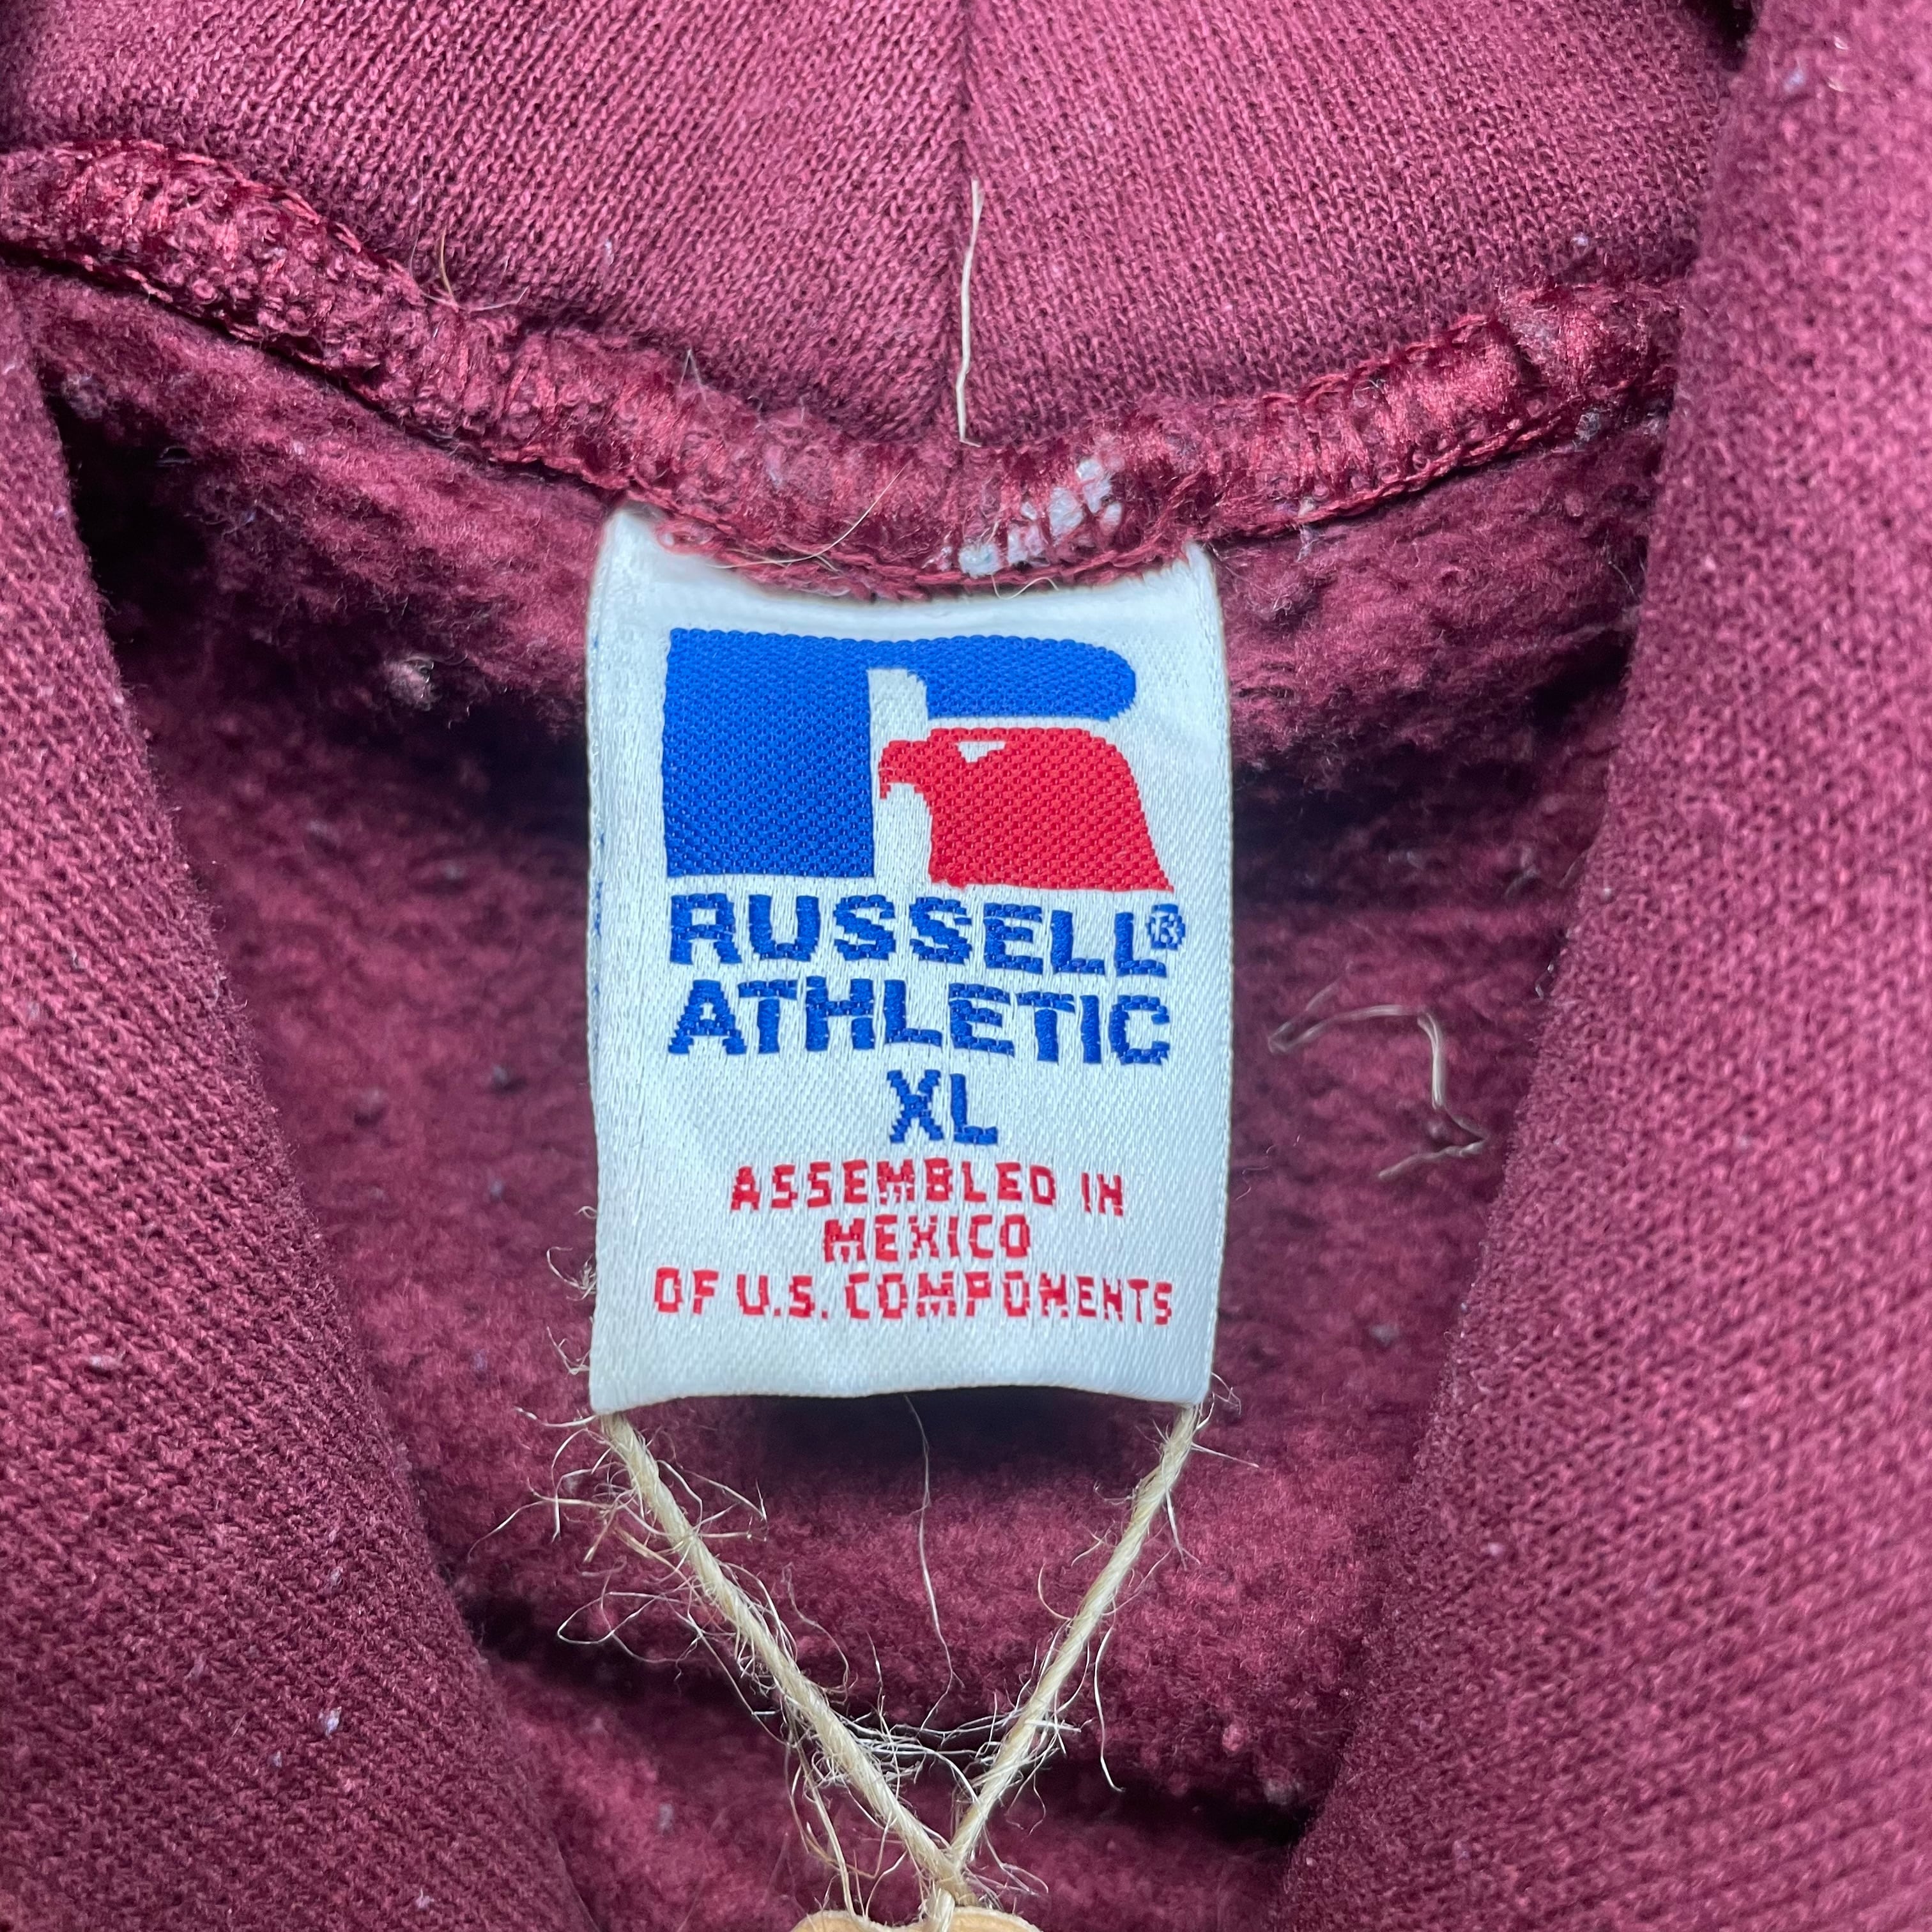 RUSSELL®
ATHLETIC
XL
ASSEMBLED IN
MEXICO
OF U.S. COMPONENTS